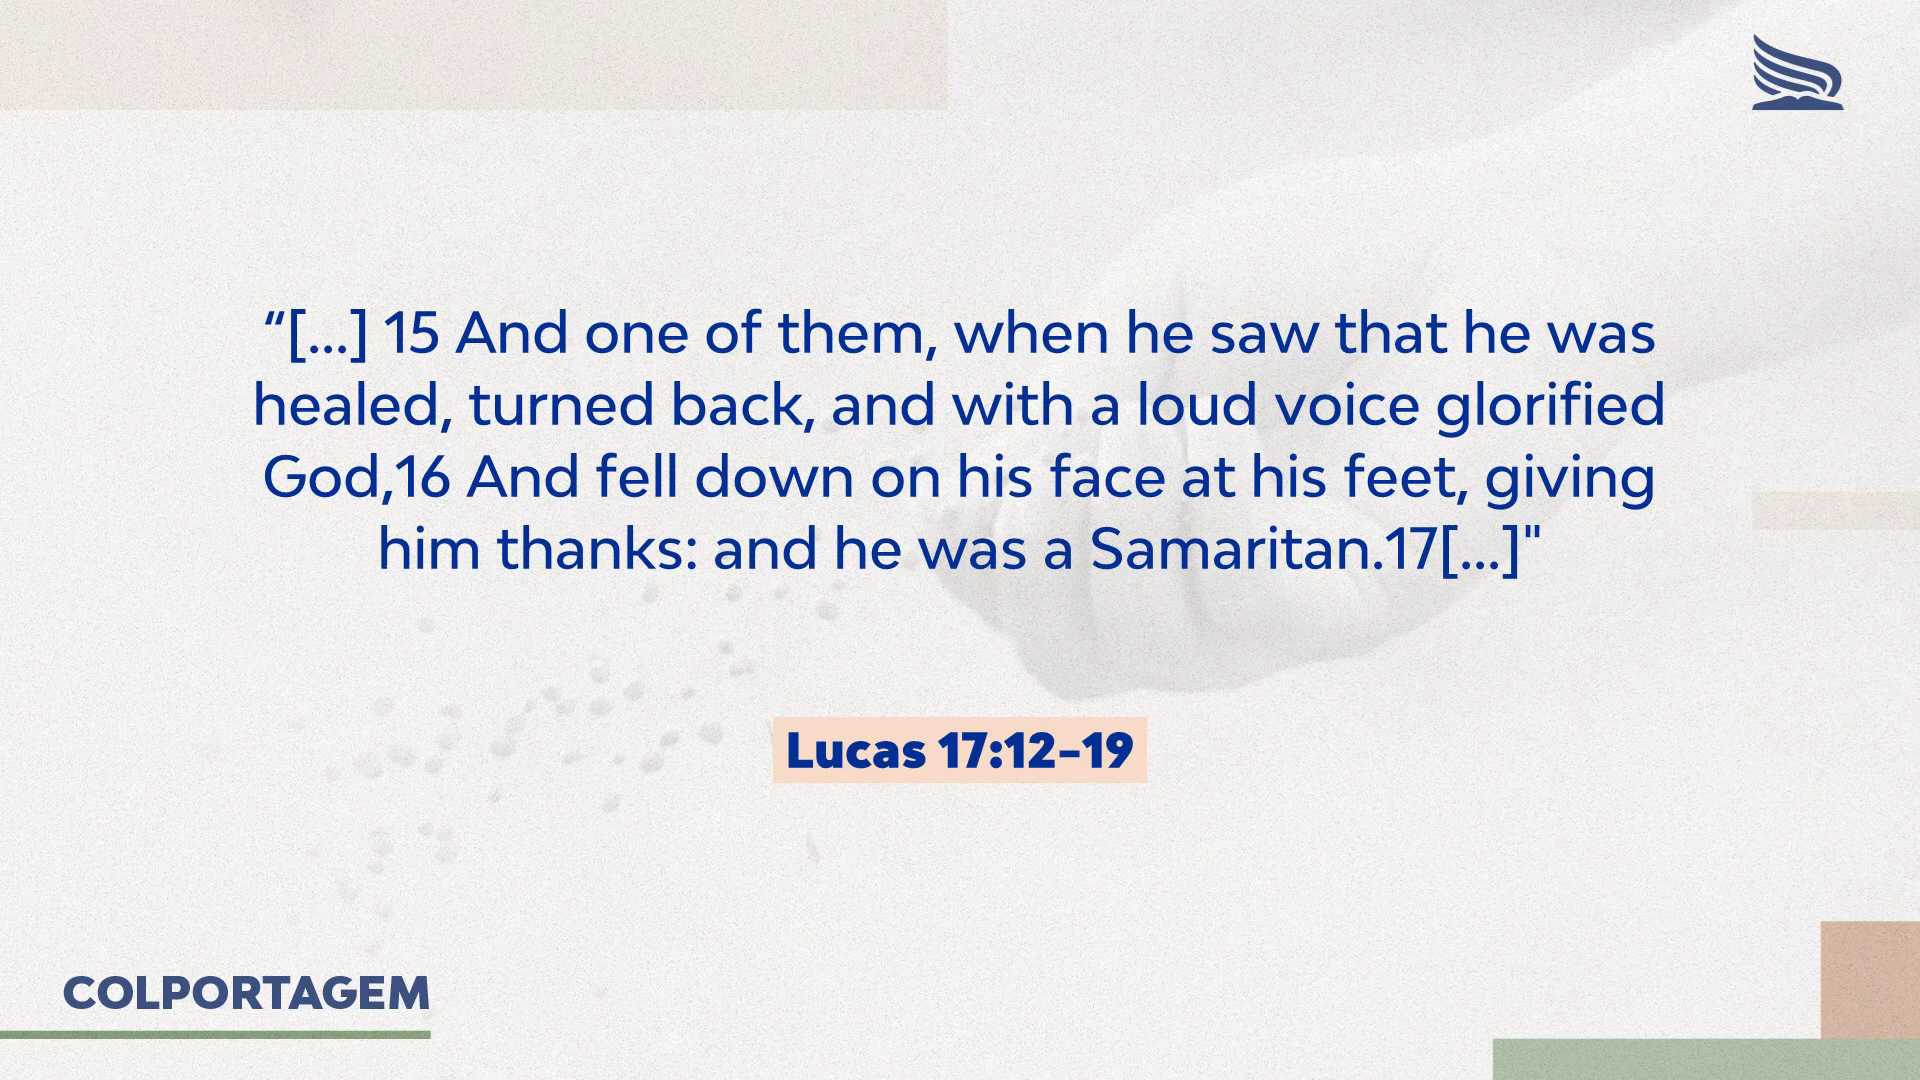 “[...] 15 And one of them, when he saw that he was
healed, turned back, and with a loud voice glorified
God,16 And fell down on his face at his feet, giving
him thanks: and he was a Samaritan.17[...]"
Lucas 17:12-19
COLPORTAGEM